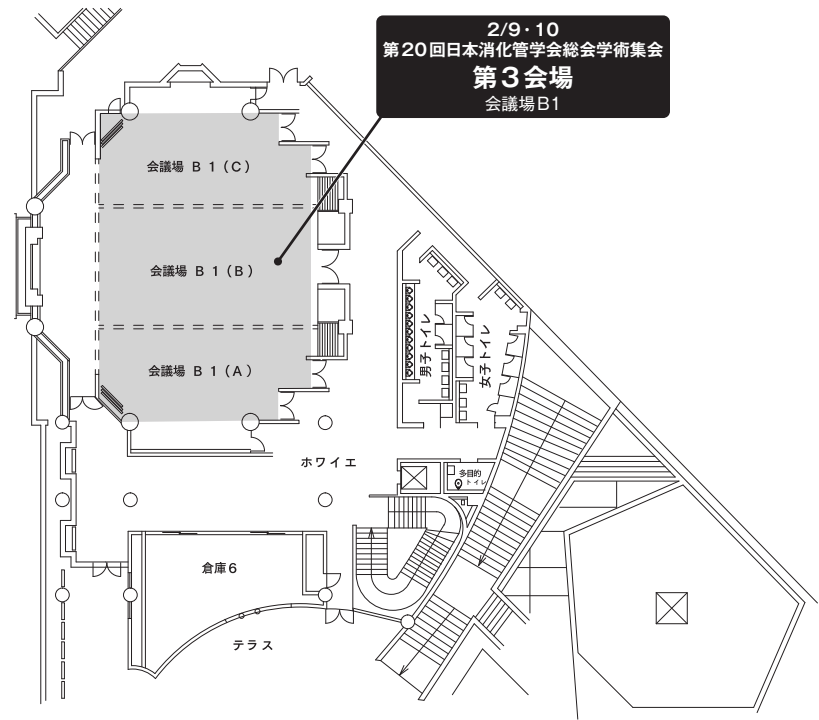 2/9・10
第20回日本消化管学会総会学術集会
第3会場
会議場B1
会議場 B 1（C）
会議場 B 1（B）
会議場 B 1（A）
男子トイレ
女子トイレ
ホワイエ
多目的
トイレ
倉庫6
テラス